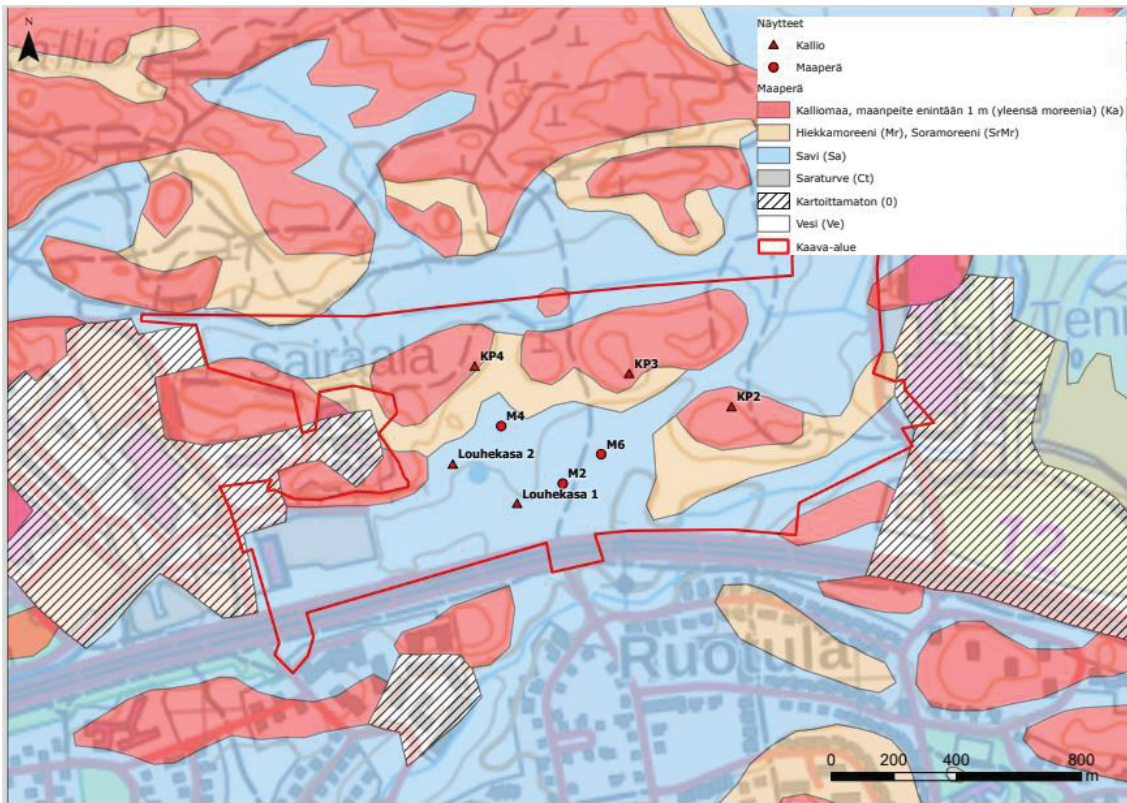 N
Kallio
Näytteet
Kallio
Maaperä
Maaperä
Kalliomaa, maanpeite enintään 1 m (yleensä moreenia) (Ka)
Hiekkamoreeni (Mr), Soramoreeni (SrMr)
Savi (Sa)
Saraturve (Ct)
Kartoittamaton (0)
Vesi (Ve)
Kaava-alue
Sairaala
KP4
KP3
KP2
M4
M6
Louhekasa 2
M2
Louhekasa 1
12
Ruotula
0 200 400 800
m